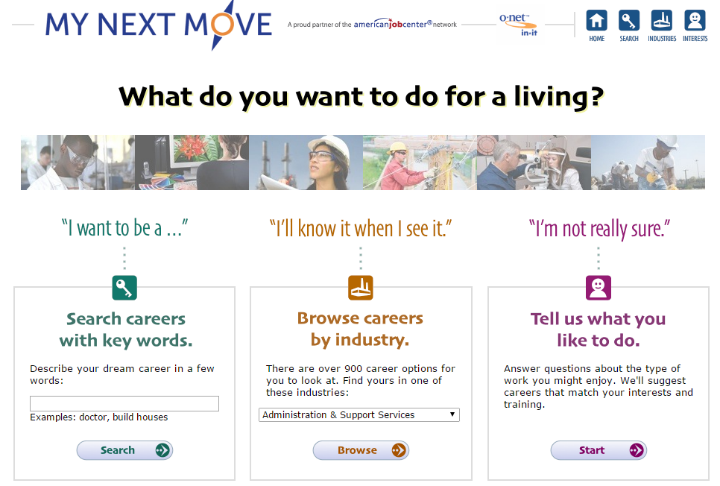 MY NEXT MOVE
A proud partner of the americanjobcenter® network
o·net™
in-it
HOME
SEARCH
INDUSTRIES
INTERESTS
What do you want to do for a living?
"I want to be a ..."
Search careers
with key words.
Describe your dream career in a few
words:
Examples: doctor, build houses
Search
"I'll know it when I see it."
Browse careers
by industry.
There are over 900 career options for
you to look at. Find yours in one of
these industries:
Administration & Support Services
Browse
"I'm not really sure."
Tell us what you
like to do.
Answer questions about the type of
work you might enjoy. We'll suggest
careers that match your interests and
training.
Start